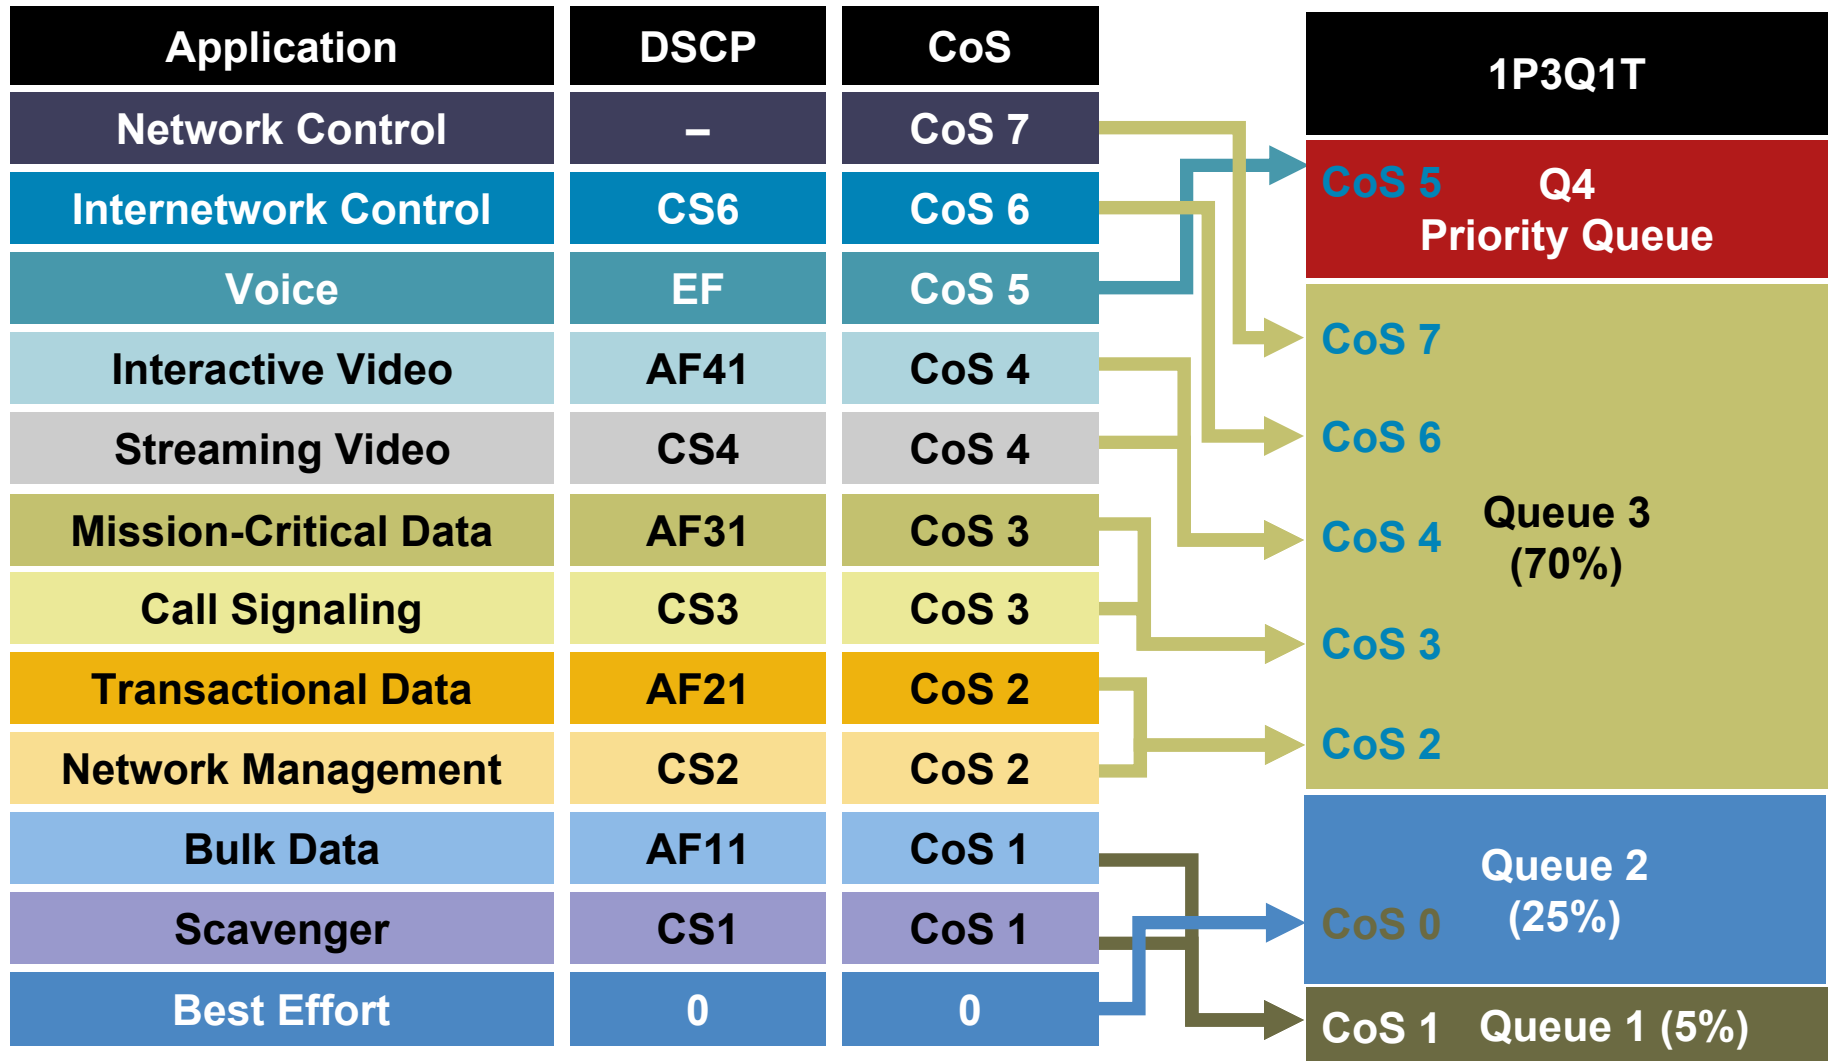 Application DSCP CoS
Network Control – CoS 7
Internetwork Control CS6 CoS 6
Voice EF CoS 5
Interactive Video AF41 CoS 4
Streaming Video CS4 CoS 4
Mission-Critical Data AF31 CoS 3
Call Signaling CS3 CoS 3
Transactional Data AF21 CoS 2
Network Management CS2 CoS 2
Bulk Data AF11 CoS 1
Scavenger CS1 CoS 1
Best Effort 0 0
1P3Q1T
CoS 5 Q4
Priority Queue
CoS 7
CoS 6
Queue 3
CoS 4
(70%)
CoS 3
CoS 2
Queue 2
CoS 0 (25%)
CoS 1 Queue 1 (5%)